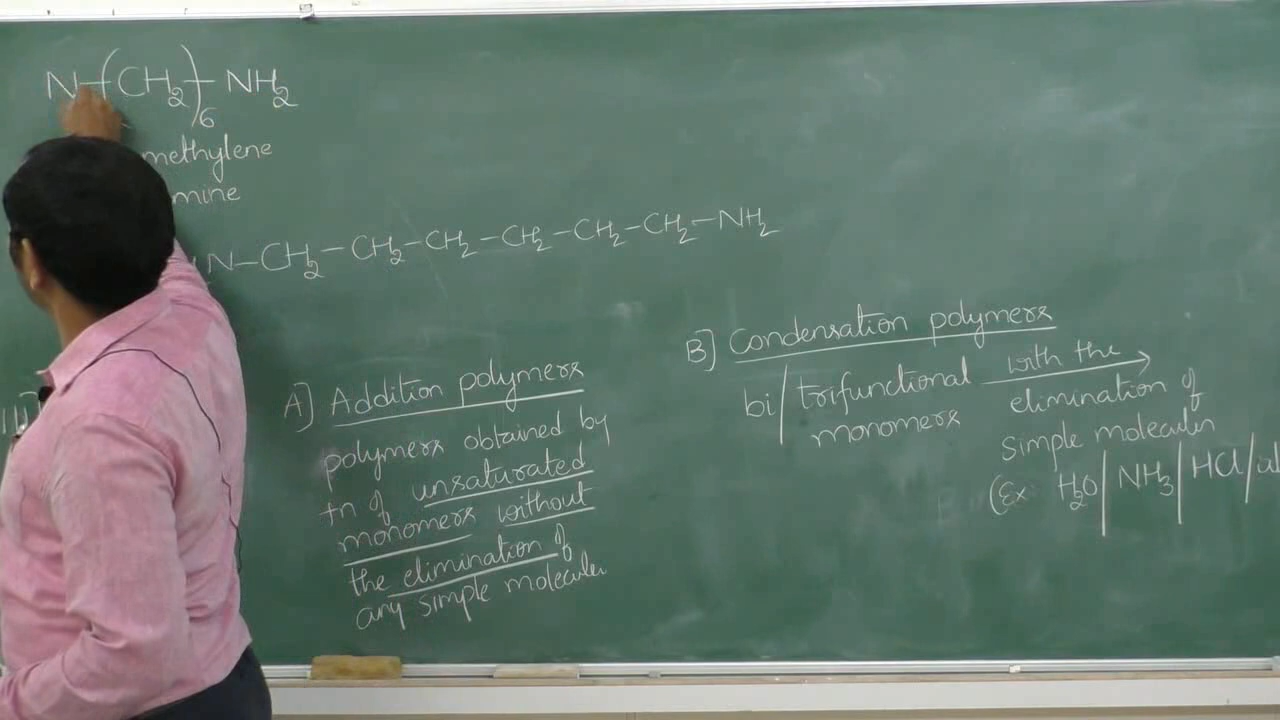 N-(CH2)6-NH2
methylene
mine
N-CH2-CH2-CH2-CH2-CH2-CH2-NH2
A] Addition polymers
polymers obtained by
rn of unsaturated
monomers without
the elimination of
any simple molecules
B] Condensation polymers
bi/trifunctional monomers
with the
elimination of
simple molecules
(Ex H2O/NH3/HCl/al